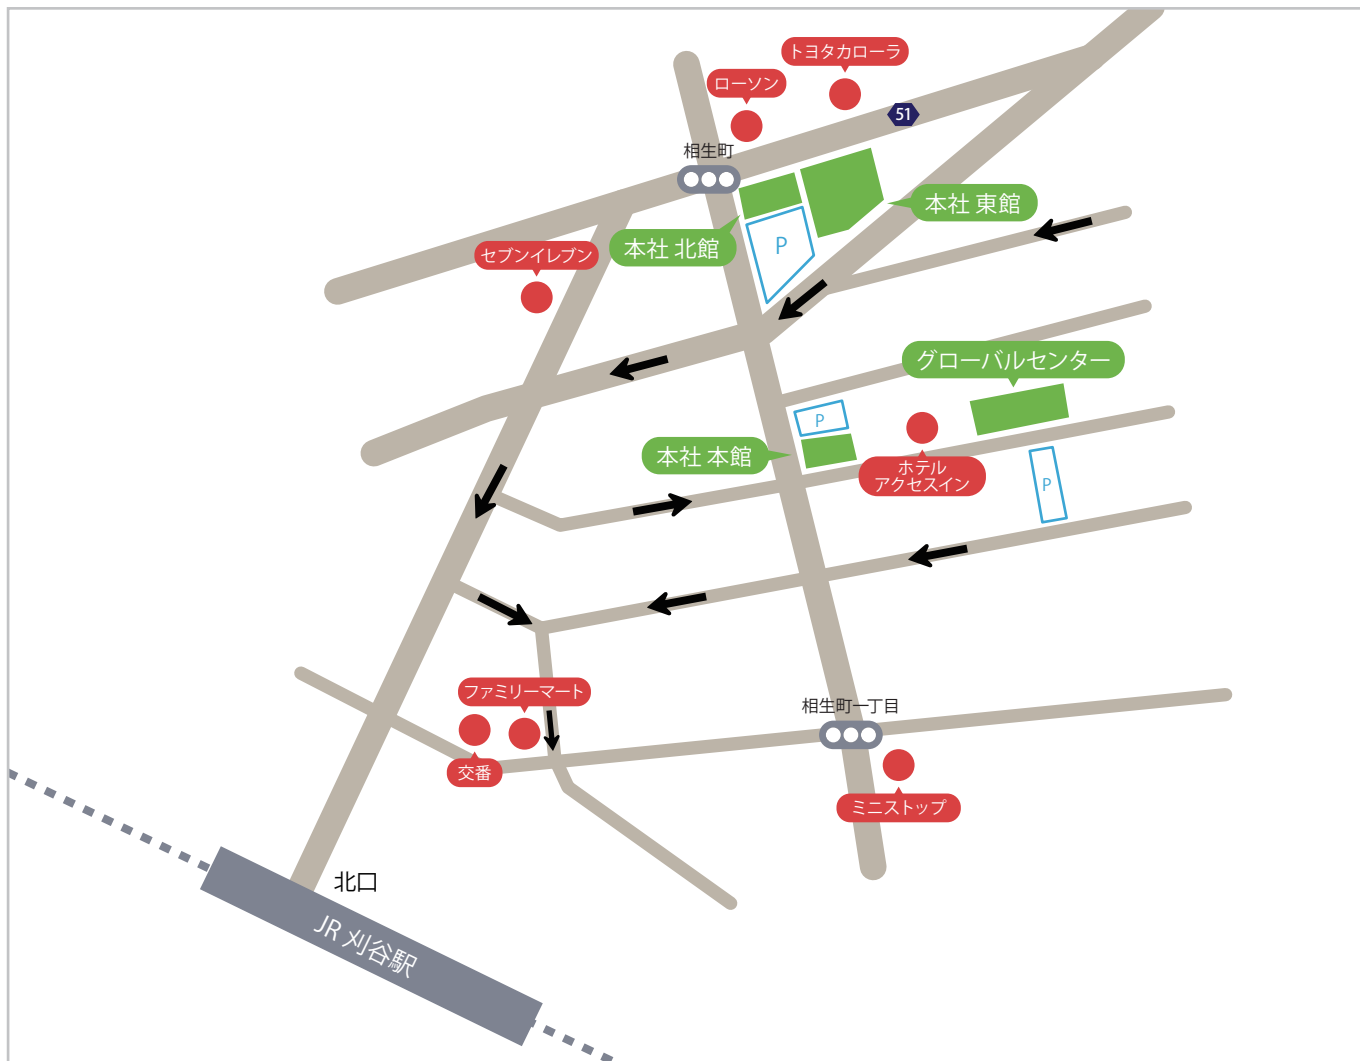 トヨタカローラ
ローソン
51
相生町
本社 東館
本社 北館
P
セブンイレブン
グローバルセンター
P
本社 本館
ホテル
アクセスイン
P
ファミリーマート
相生町一丁目
交番
ミニストップ
北口
JR 刈谷駅